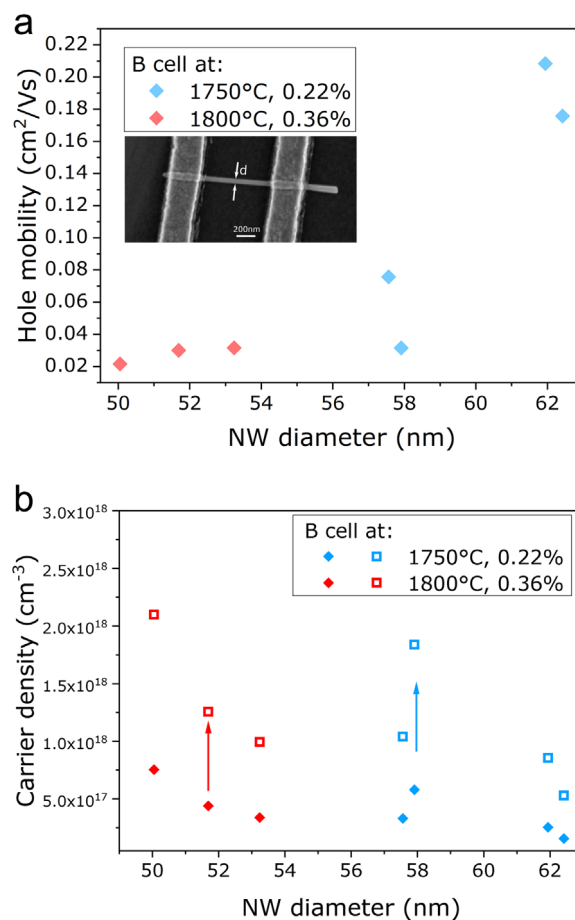 a
0.22
0.20
0.18
0.16
0.14
0.12
0.10
0.08
0.06
0.04
0.02
Hole mobility (cm²/Vs)
B cell at:
1750°C, 0.22%
1800°C, 0.36%
d
200nm
50 52 54 56 58 60 62
NW diameter (nm)
b
3.0x10¹⁸
2.5x10¹⁸
2.0x10¹⁸
1.5x10¹⁸
1.0x10¹⁸
5.0x10¹⁷
Carrier density (cm⁻³)
B cell at:
1750°C, 0.22%
1800°C, 0.36%
50 52 54 56 58 60 62
NW diameter (nm)